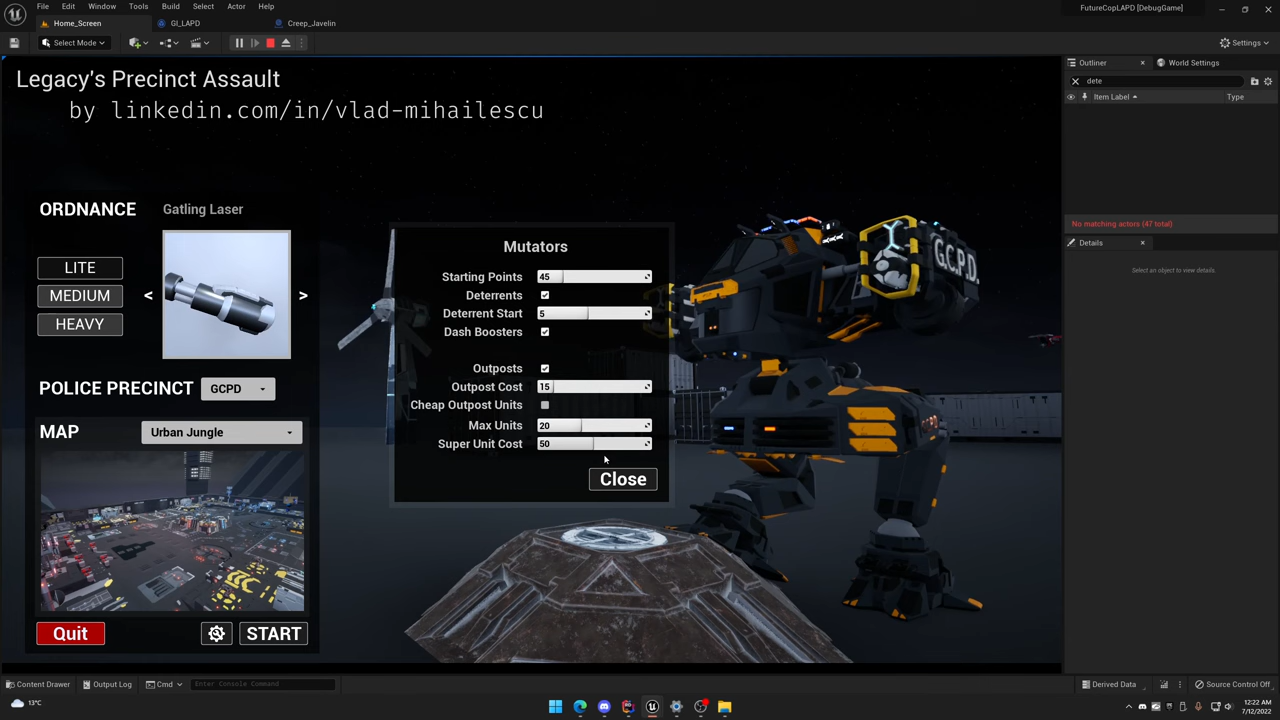 File Edit Window Tools Build Select Actor Help
FutureCopLAPD [DebugGame]
Home_Screen GI_LAPD Creep_Javelin
Select Mode
Settings
Legacy's Precinct Assault
by linkedin.com/in/vlad-mihailescu
Outliner World Settings
dete
Item Label Type
No matching actors (47 total)
Details
Select an object to view details.
ORDNANCE Gatling Laser
LITE
MEDIUM
HEAVY
< >
POLICE PRECINCT GCPD
MAP Urban Jungle
Quit START
Mutators
Starting Points 45
Deterrents
Deterrent Start 5
Dash Boosters
Outposts
Outpost Cost 15
Cheap Outpost Units
Max Units 20
Super Unit Cost 50
Close
G.C.P.D.
Content Drawer Output Log Cmd Enter Console Command
Derived Data Source Control Off
13°C
12:22 AM
7/12/2022